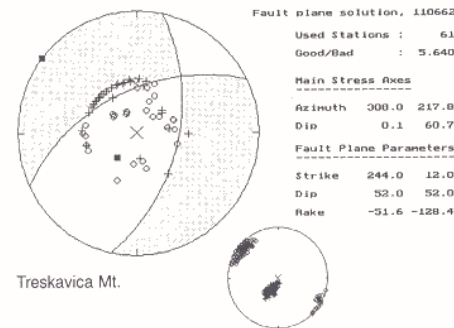 Fault plane solution, 110662
Used Stations : 61
Good/Bad : 5.640
Main Stress Axes
Azimuth 308.0 217.8
Dip 0.1 60.7
Fault Plane Parameters
Strike 244.0 12.0
Dip 52.0 52.0
Rake -51.6 -128.4
Treskavica Mt.